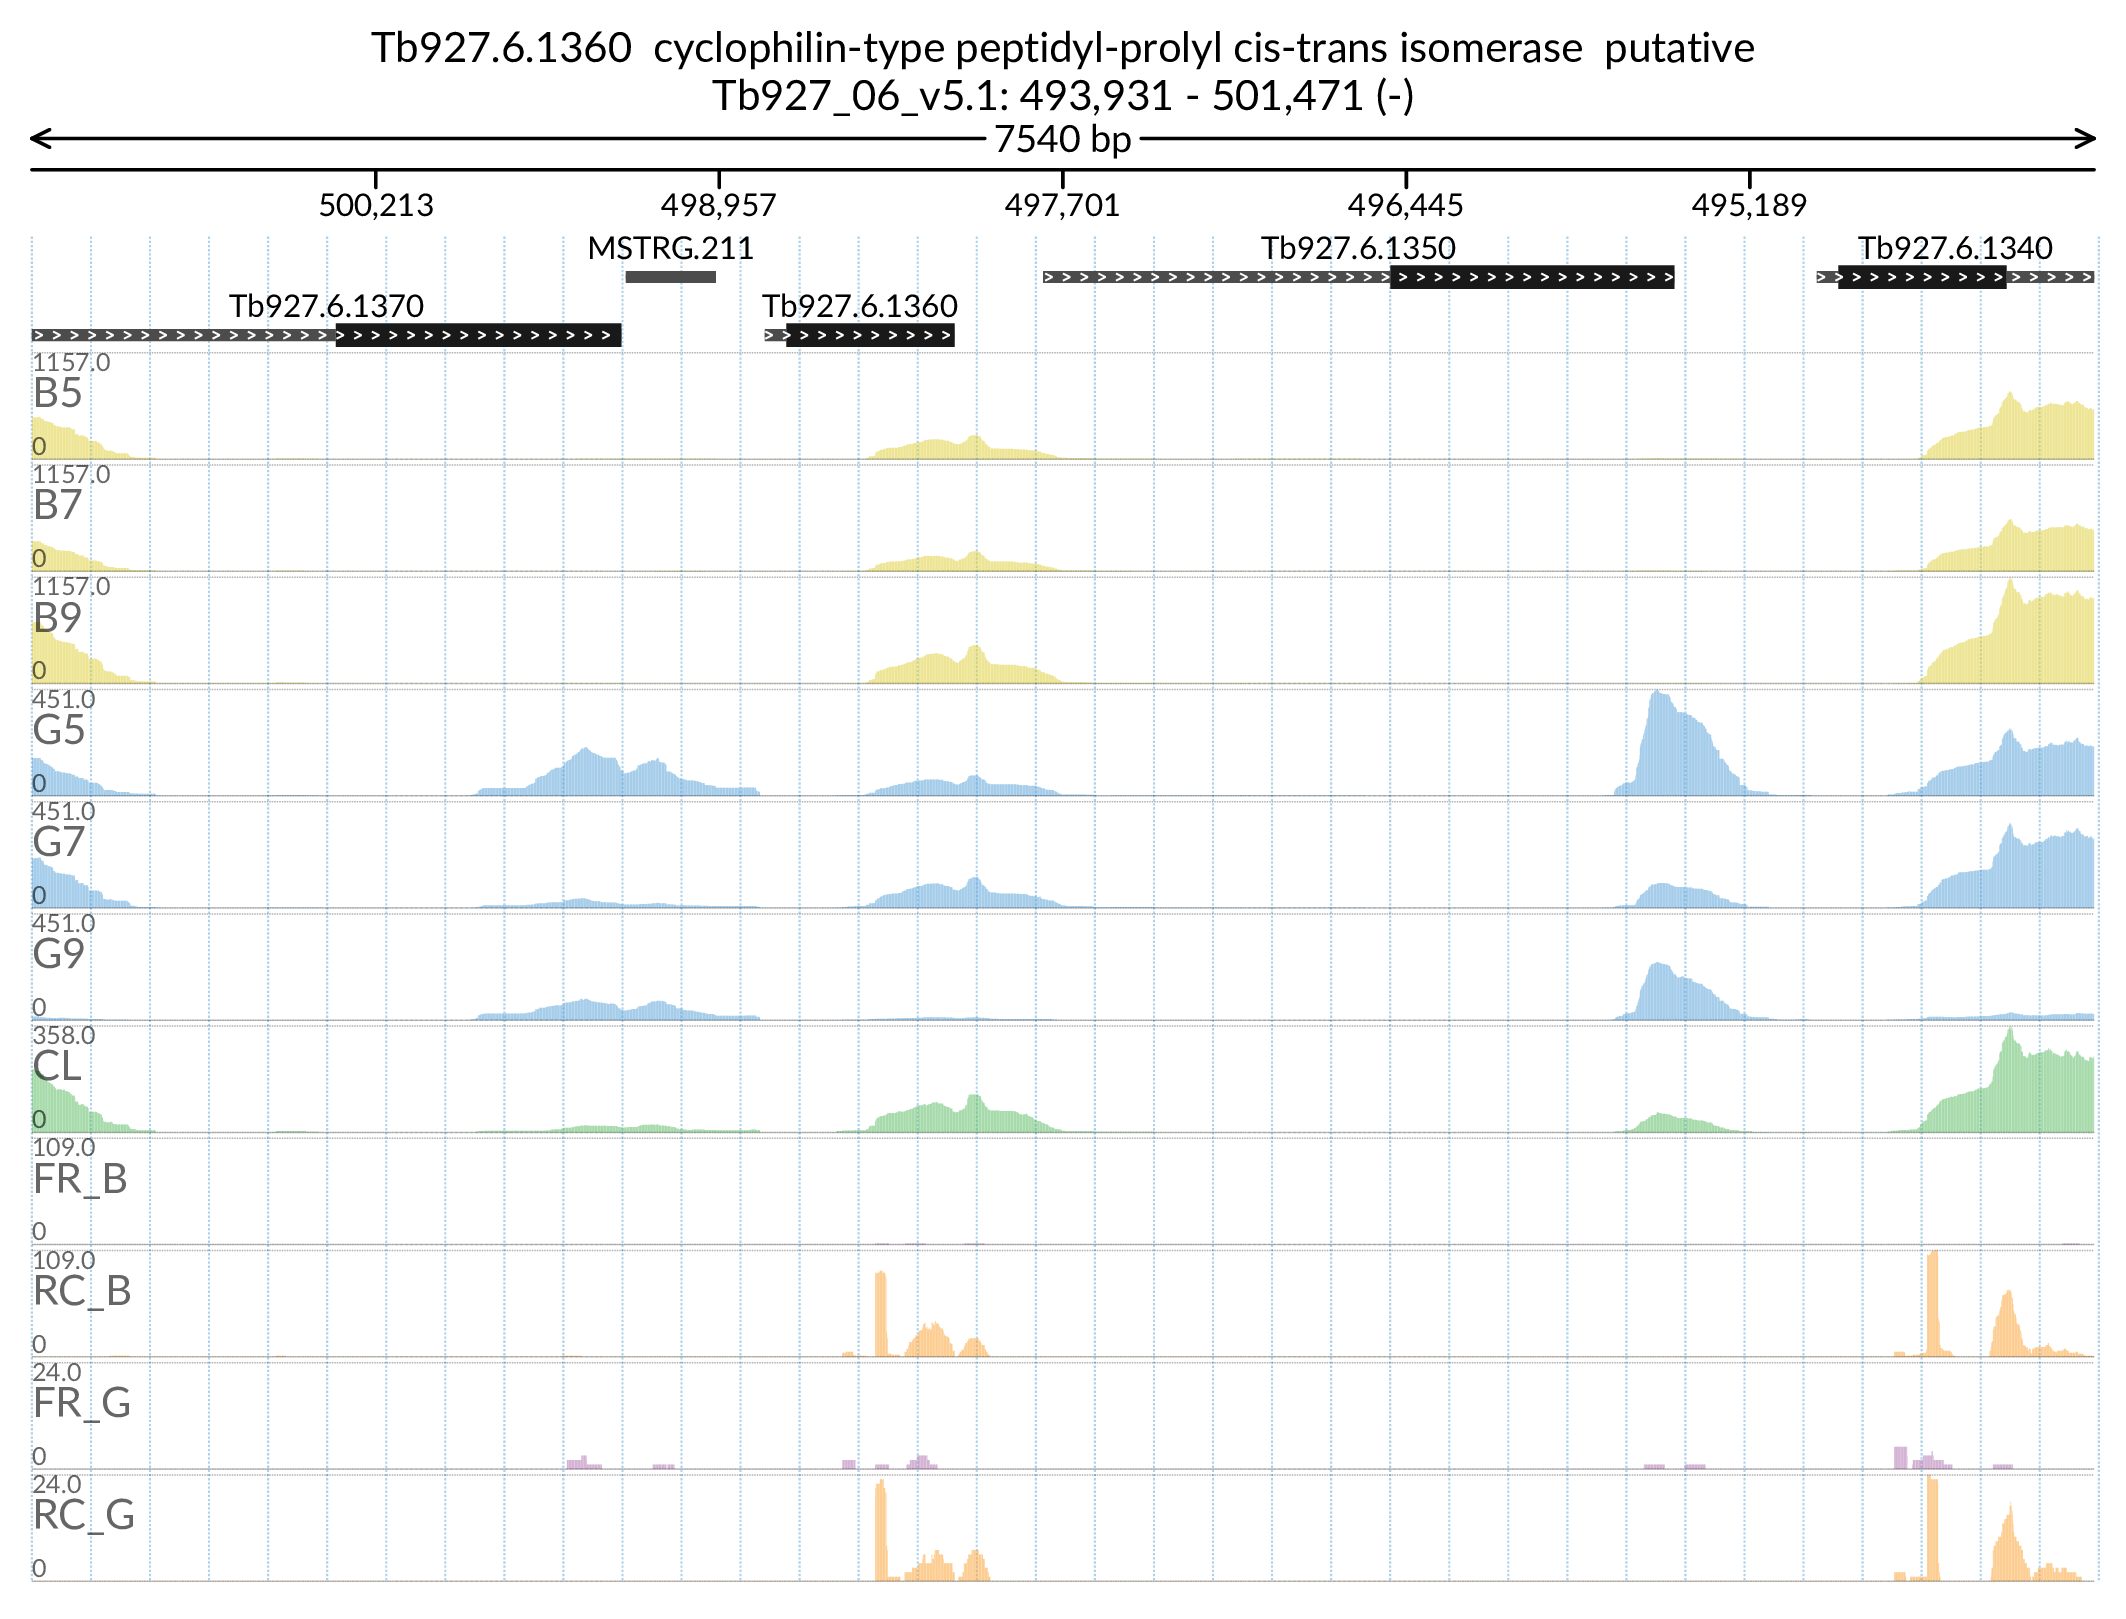 Tb927.6.1360  cyclophilin-type peptidyl-prolyl cis-trans isomerase  putative
Tb927_06_v5.1: 493,931 - 501,471 (-)
7540 bp
500,213 498,957 497,701 496,445 495,189
MSTRG.211 Tb927.6.1350 Tb927.6.1340
Tb927.6.1370 Tb927.6.1360
1157.0
B5
0
1157.0
B7
0
1157.0
B9
0
451.0
G5
0
451.0
G7
0
451.0
G9
0
358.0
CL
0
109.0
FR_B
0
109.0
RC_B
0
24.0
FR_G
0
24.0
RC_G
0